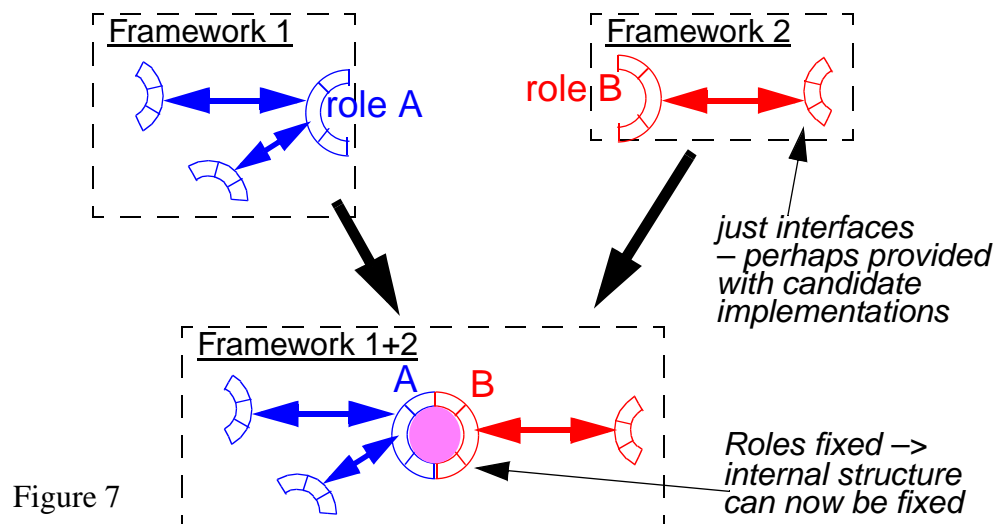 Framework 1
Framework 2
role A
role B
just interfaces
– perhaps provided
with candidate
implementations
Framework 1+2
A
B
Roles fixed –>
internal structure
can now be fixed
Figure 7